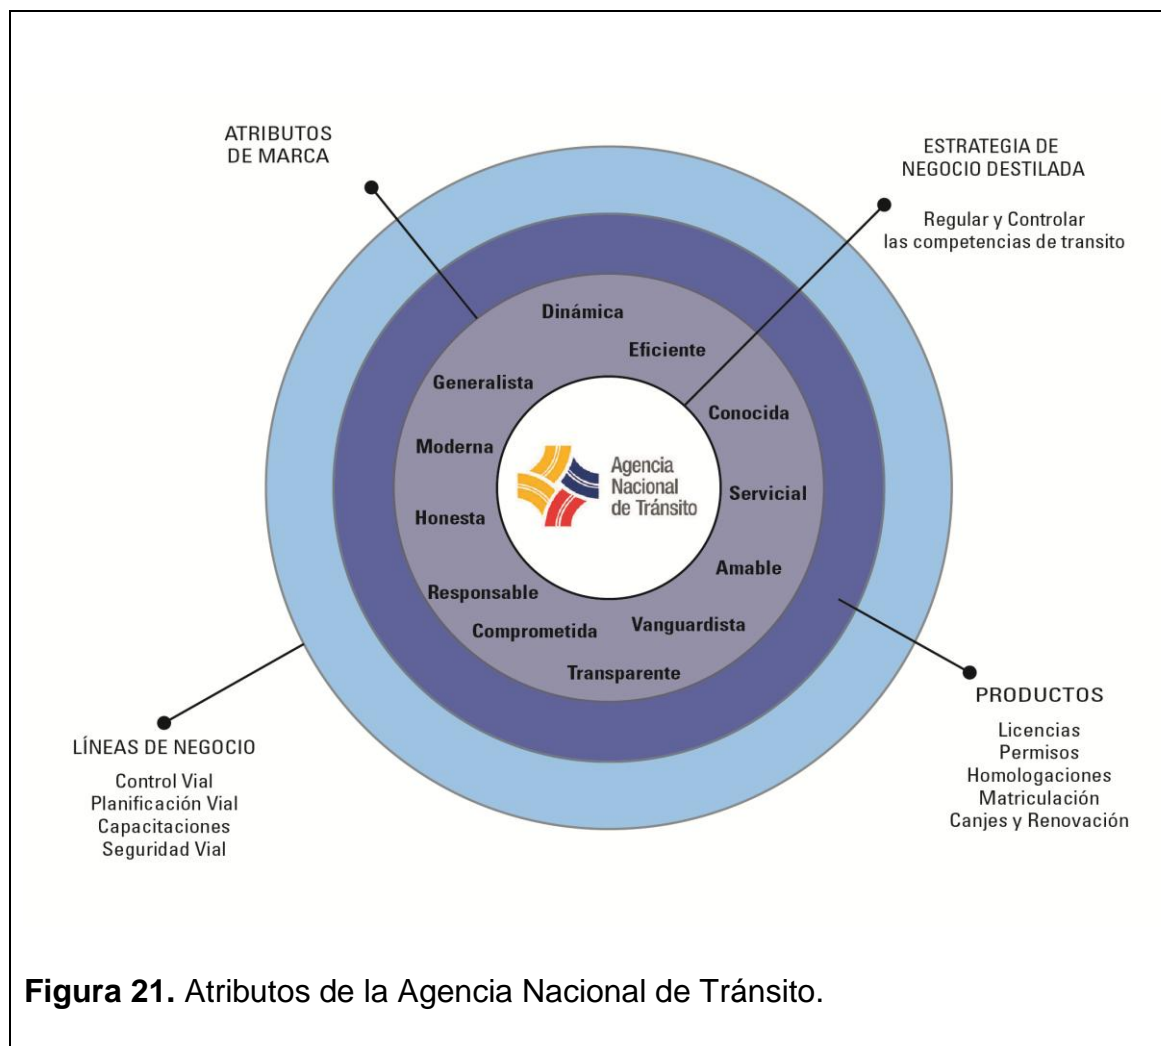 ATRIBUTOS
DE MARCA
ESTRATEGIA DE
NEGOCIO DESTILADA
Regular y Controlar
las competencias de transito
Dinámica
Eficiente
Generalista
Conocida
Moderna
Agencia
Nacional
de Tránsito
Servicial
Honesta
Amable
Responsable
Comprometida
Vanguardista
Transparente
PRODUCTOS
Licencias
Permisos
Homologaciones
Matriculación
Canjes y Renovación
LÍNEAS DE NEGOCIO
Control Vial
Planificación Vial
Capacitaciones
Seguridad Vial
Figura 21. Atributos de la Agencia Nacional de Tránsito.